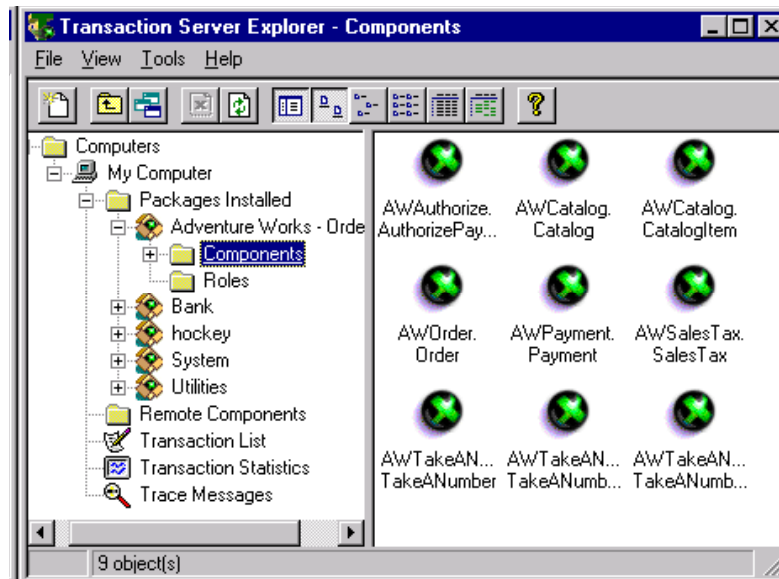 Transaction Server Explorer - Components
File View Tools Help
Computers
My Computer
Packages Installed
Adventure Works - Orde
Components
Roles
Bank
hockey
System
Utilities
Remote Components
Transaction List
Transaction Statistics
Trace Messages
AWAuthorize.
AuthorizePay...
AWCatalog.
Catalog
AWCatalog.
CatalogItem
AWOrder.
Order
AWPayment.
Payment
AWSalesTax.
SalesTax
AWTakeAN...
TakeANumber
AWTakeAN...
TakeANumb...
AWTakeAN...
TakeANumb...
9 object(s)